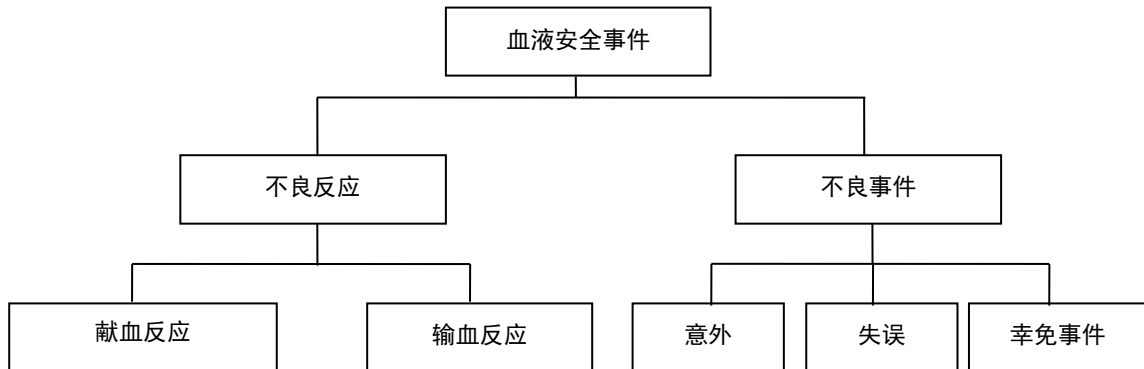 血液安全事件
不良反应
不良事件
献血反应
输血反应
意外
失误
幸免事件